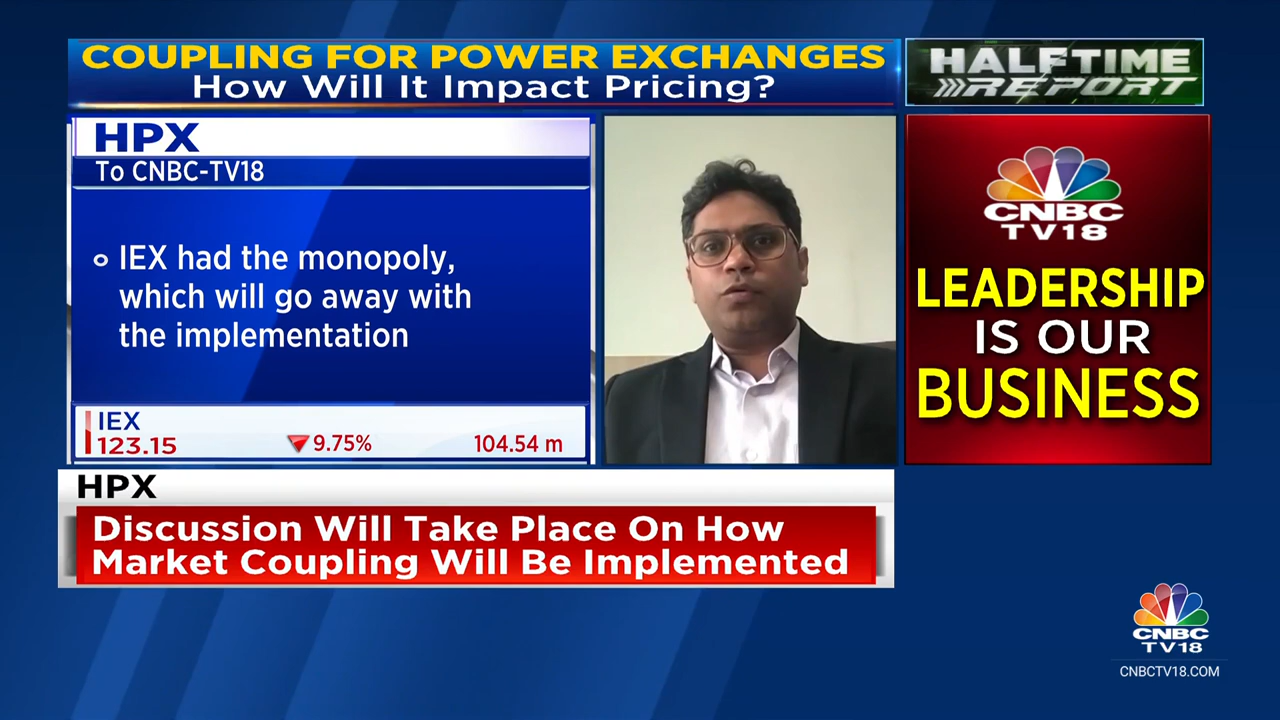 COUPLING FOR POWER EXCHANGES
How Will It Impact Pricing?
HALFTIME
REPORT
HPX
To CNBC-TV18
IEX had the monopoly,
which will go away with
the implementation
IEX
123.15 9.75% 104.54 m
CNBC
TV18
LEADERSHIP
IS OUR
BUSINESS
HPX
Discussion Will Take Place On How
Market Coupling Will Be Implemented
CNBC
TV18
CNBCTV18.COM